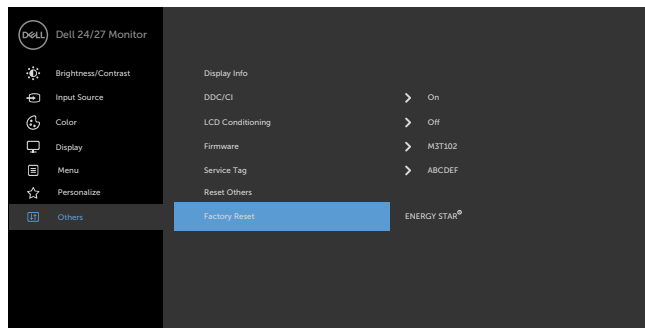 DELL Dell 24/27 Monitor
Brightness/Contrast
Input Source
Color
Display
Menu
Personalize
Others
Display Info
DDC/CI On
LCD Conditioning Off
Firmware M3T102
Service Tag ABCDEF
Reset Others
Factory Reset ENERGY STAR®